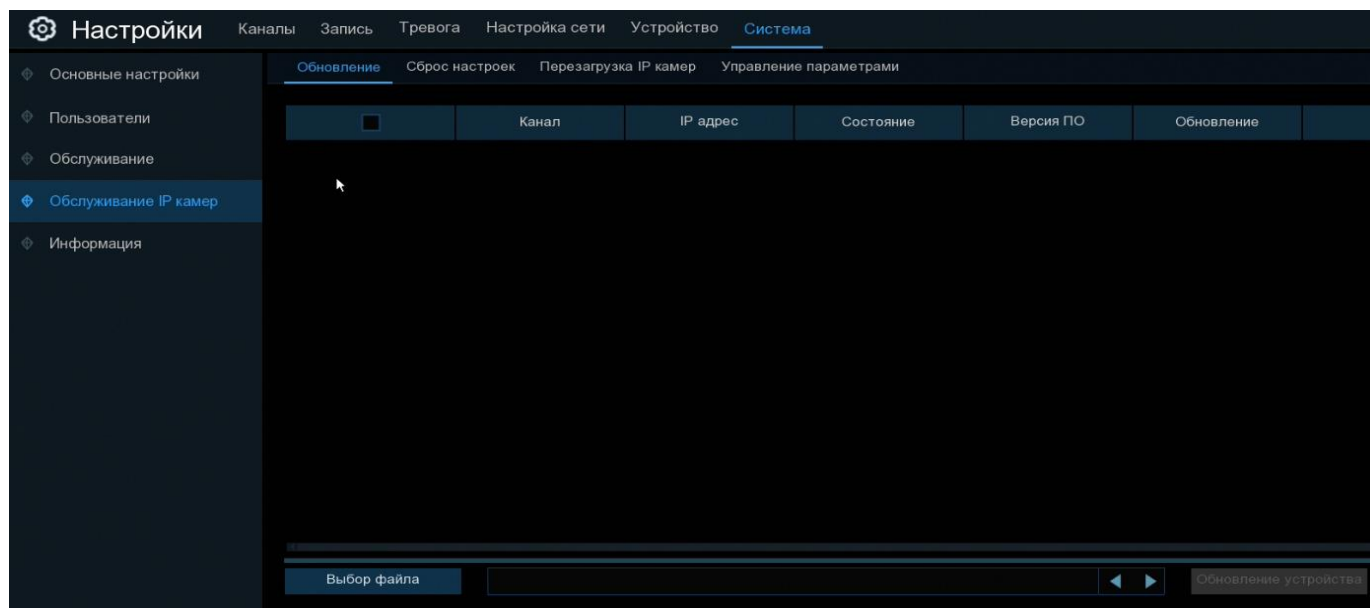 Настройки Каналы Запись Тревога Настройка сети Устройство Система
Основные настройки
Пользователи
Обслуживание
Обслуживание IP камер
Информация
Обновление Сброс настроек Перезагрузка IP камер Управление параметрами
Канал IP адрес Состояние Версия ПО Обновление
Выбор файла Обновление устройства